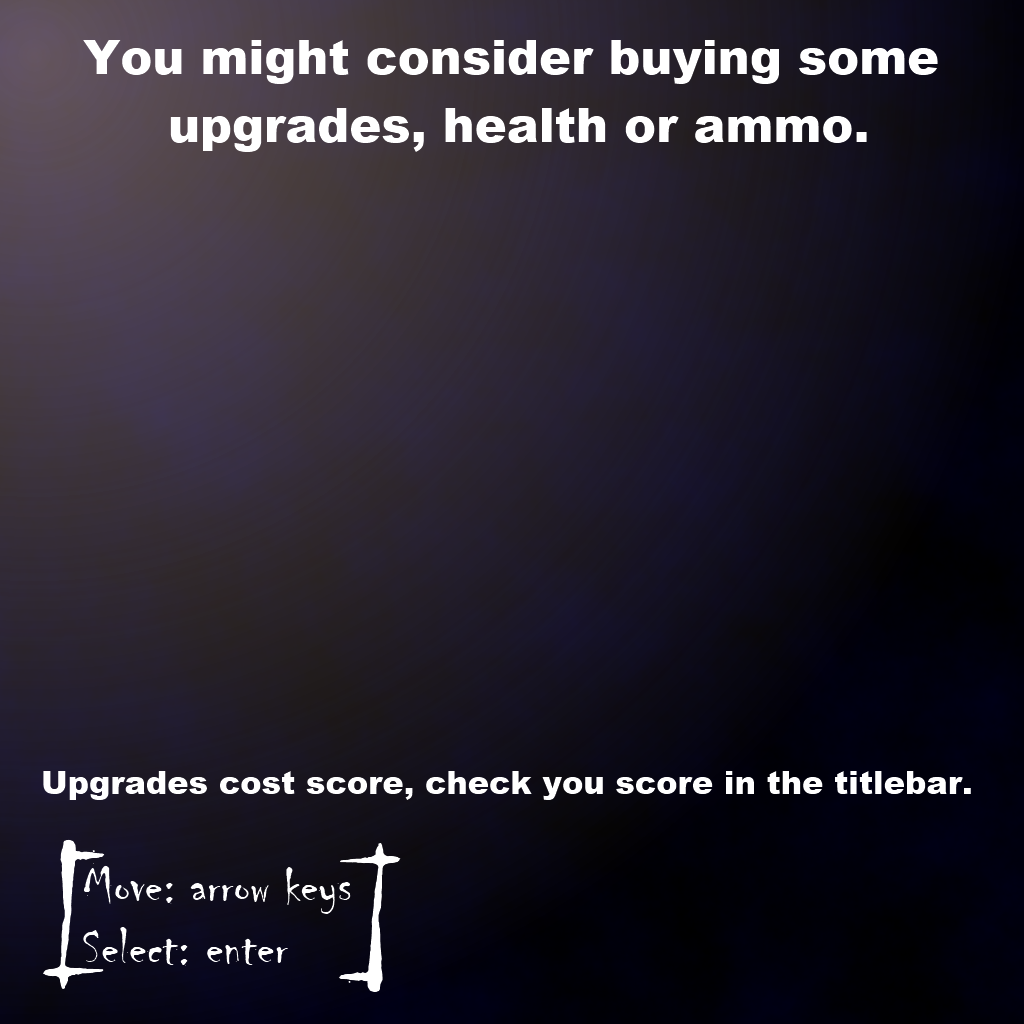 You might consider buying some
upgrades, health or ammo.
Upgrades cost score, check you score in the titlebar.
Move: arrow keys
Select: enter